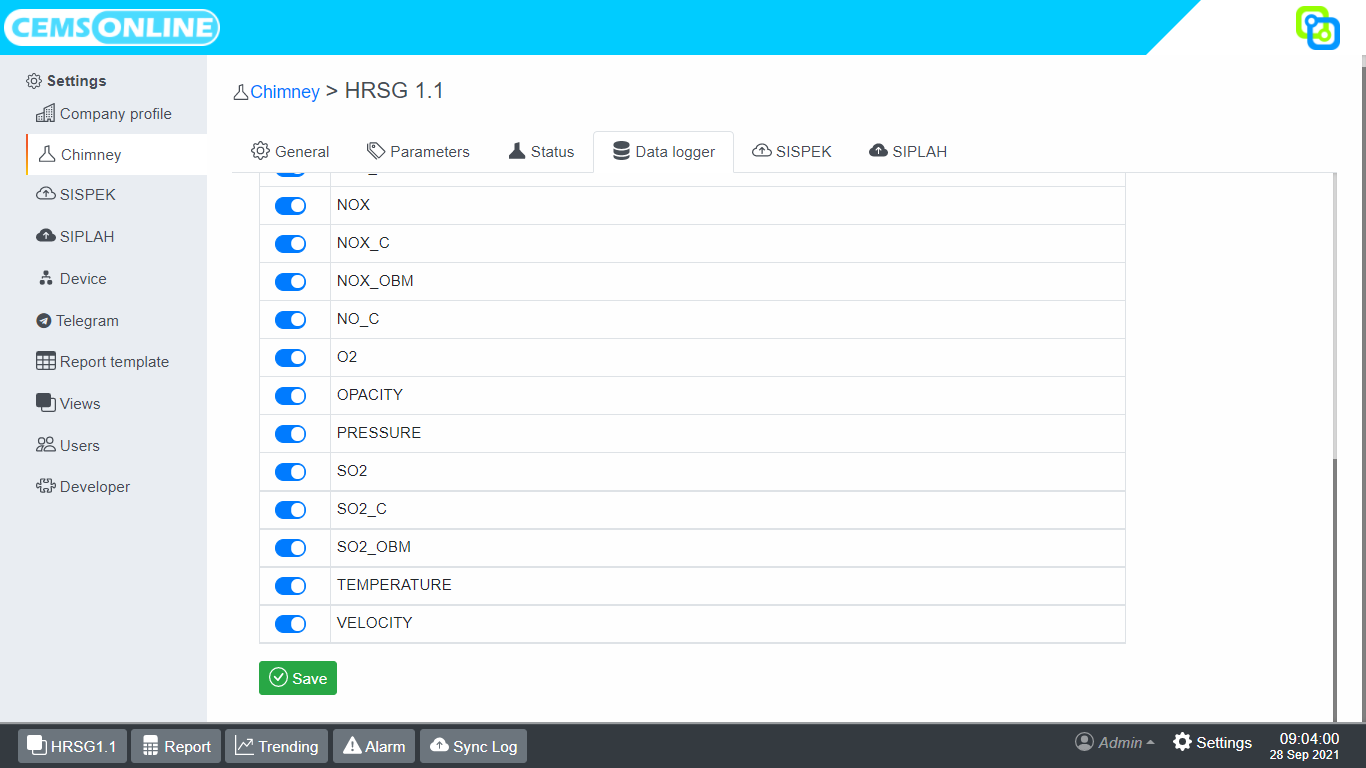 CEMSONLINE
Settings
Company profile
Chimney
SISPEK
SIPLAH
Device
Telegram
Report template
Views
Users
Developer
Chimney > HRSG 1.1
General Parameters Status Data logger SISPEK SIPLAH
NOX
NOX_C
NOX_OBM
NO_C
O2
OPACITY
PRESSURE
SO2
SO2_C
SO2_OBM
TEMPERATURE
VELOCITY
Save
HRSG1.1 Report Trending Alarm Sync Log Admin Settings 09:04:00
28 Sep 2021